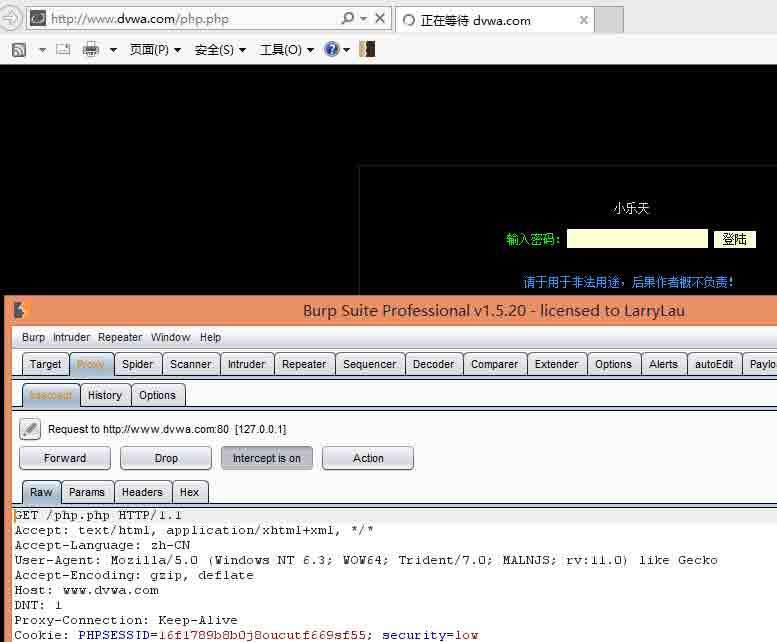 http://www.dvwa.com/php.php
正在等待 dvwa.com
页面(P) 安全(S) 工具(O)
小乐天
输入密码: 登陆
请于用于非法用途，后果作者概不负责!
Burp Suite Professional v1.5.20 - licensed to LarryLau
Burp Intruder Repeater Window Help
Target Proxy Spider Scanner Intruder Repeater Sequencer Decoder Comparer Extender Options Alerts autoEdit Paylo
Intercept History Options
Request to http://www.dvwa.com:80 [127.0.0.1]
Forward Drop Intercept is on Action
Raw Params Headers Hex
GET /php.php HTTP/1.1
Accept: text/html, application/xhtml+xml, */*
Accept-Language: zh-CN
User-Agent: Mozilla/5.0 (Windows NT 6.3; WOW64; Trident/7.0; MALNJS; rv:11.0) like Gecko
Accept-Encoding: gzip, deflate
Host: www.dvwa.com
DNT: 1
Proxy-Connection: Keep-Alive
Cookie: PHPSESSID=16f1789b8b0j8oucutf669sf55; security=low